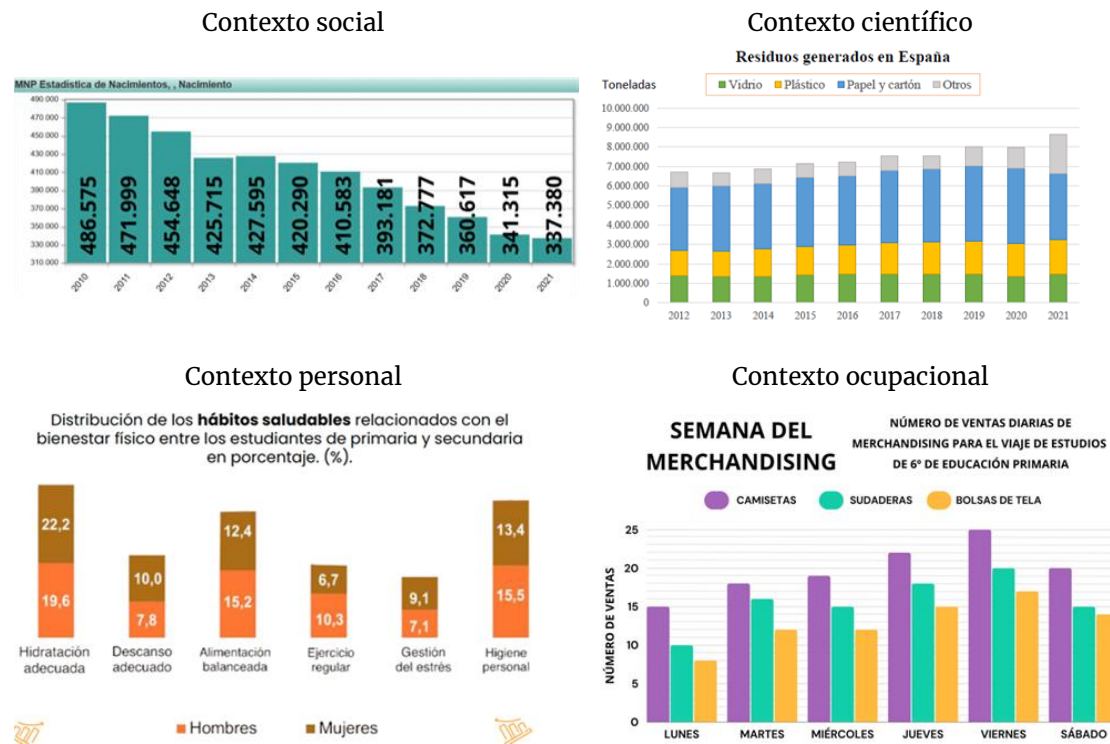 Contexto social
MNP Estadística de Nacimientos, , Nacimiento
490.000
470.000
450.000
430.000
410.000
390.000
370.000
350.000
330.000
310.000
486.575
471.999
454.648
425.715
427.595
420.290
410.583
393.181
372.777
360.617
341.315
337.380
2010
2011
2012
2013
2014
2015
2016
2017
2018
2019
2020
2021
Contexto científico
Residuos generados en España
Toneladas
Vidrio Plástico Papel y cartón Otros
10.000.000
9.000.000
8.000.000
7.000.000
6.000.000
5.000.000
4.000.000
3.000.000
2.000.000
1.000.000
0
2012 2013 2014 2015 2016 2017 2018 2019 2020 2021
Contexto personal
Distribución de los hábitos saludables relacionados con el
bienestar físico entre los estudiantes de primaria y secundaria
en porcentaje. (%).
22,2
19,6
10,0
7,8
12,4
15,2
6,7
10,3
9,1
7,1
13,4
15,5
Hidratación
adecuada
Descanso
adecuado
Alimentación
balanceada
Ejercicio
regular
Gestión
del estrés
Higiene
personal
Hombres Mujeres
Contexto ocupacional
SEMANA DEL
MERCHANDISING
NÚMERO DE VENTAS DIARIAS DE
MERCHANDISING PARA EL VIAJE DE ESTUDIOS
DE 6º DE EDUCACIÓN PRIMARIA
CAMISETAS SUDADERAS BOLSAS DE TELA
NÚMERO DE VENTAS
25
20
15
10
5
0
LUNES MARTES MIÉRCOLES JUEVES VIERNES SÁBADO